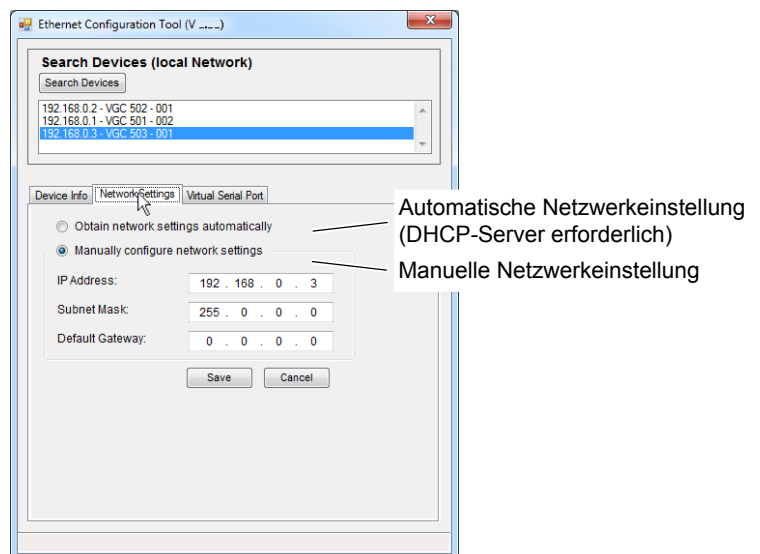 Ethernet Configuration Tool (V _._._)
Search Devices (local Network)
Search Devices
192.168.0.2 - VGC 502 - 001
192.168.0.1 - VGC 501 - 002
192.168.0.3 - VGC 503 - 001
Device Info Network Settings Virtual Serial Port
Obtain network settings automatically
Automatische Netzwerkeinstellung
(DHCP-Server erforderlich)
Manually configure network settings
Manuelle Netzwerkeinstellung
IP Address: 192 . 168 . 0 . 3
Subnet Mask: 255 . 0 . 0 . 0
Default Gateway: 0 . 0 . 0 . 0
Save Cancel